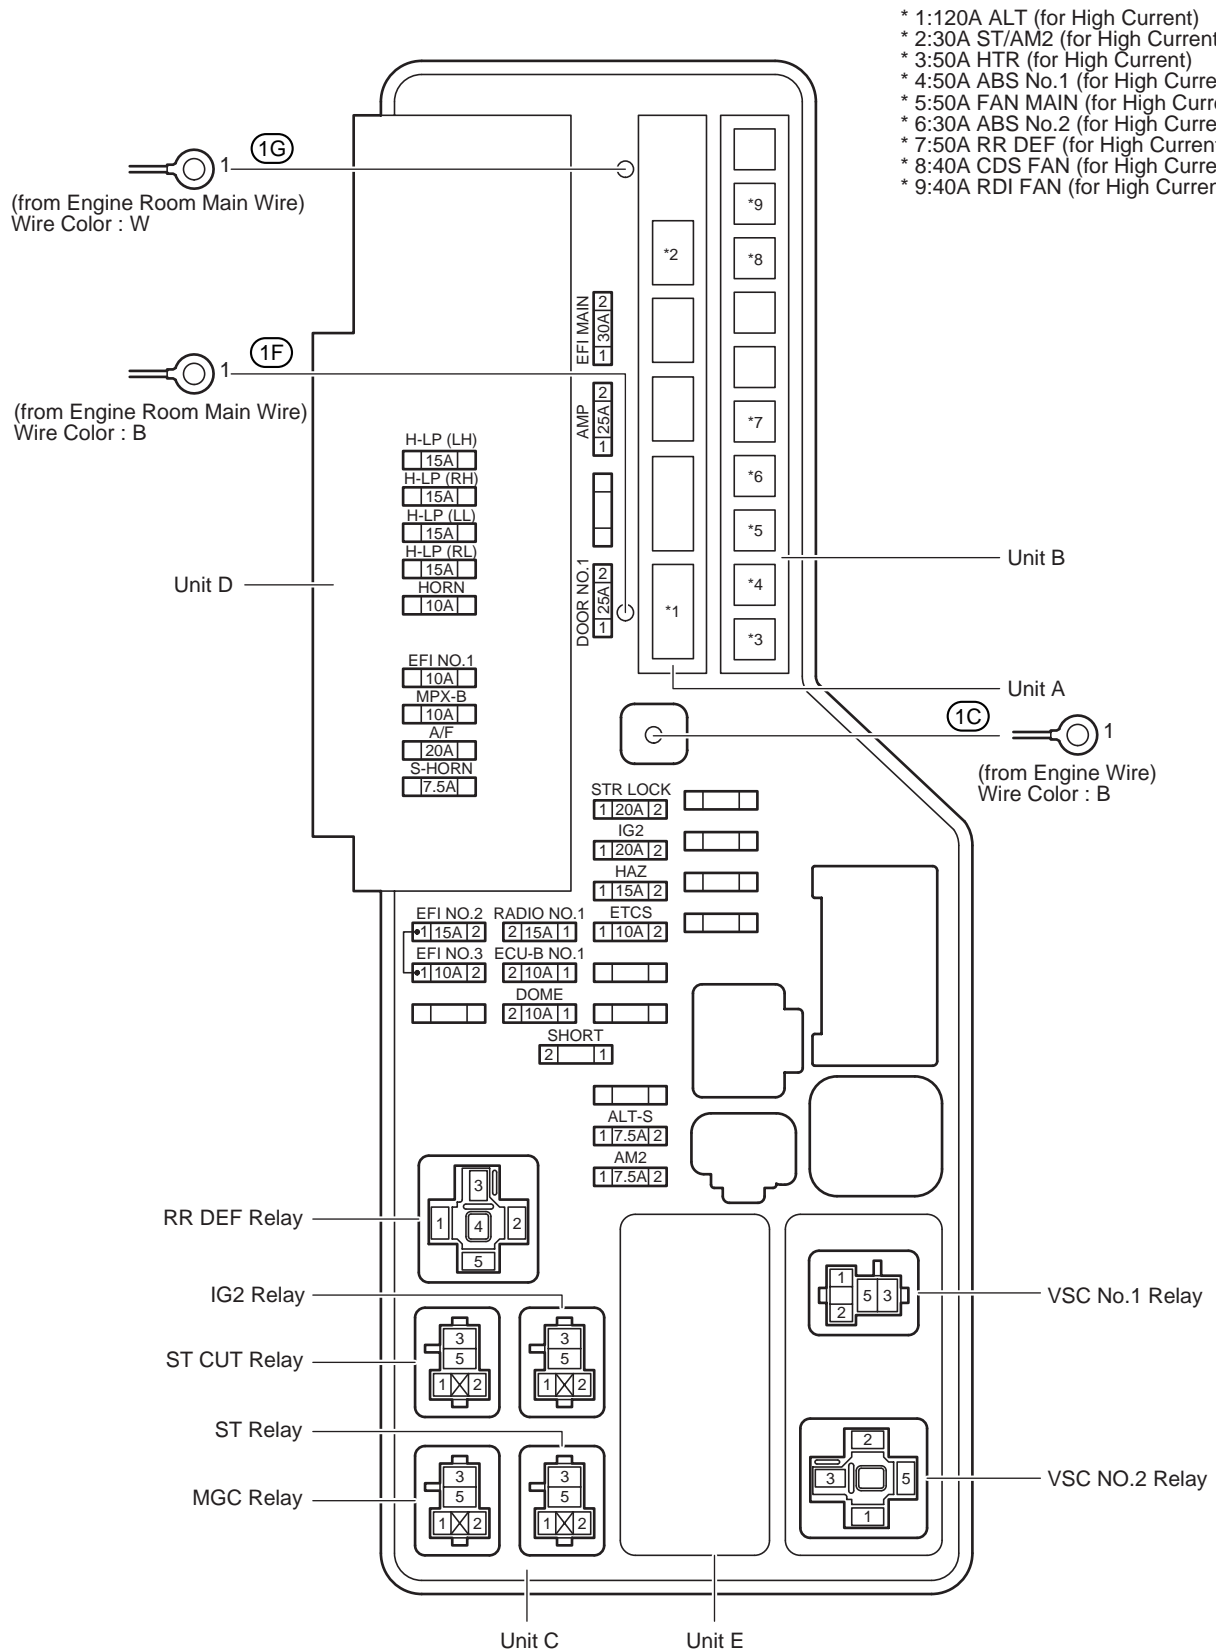 * 1:120A ALT (for High Current)
* 2:30A ST/AM2 (for High Current
* 3:50A HTR (for High Current)
* 4:50A ABS No.1 (for High Curre
* 5:50A FAN MAIN (for High Curr
* 6:30A ABS No.2 (for High Curre
* 7:50A RR DEF (for High Curren
* 8:40A CDS FAN (for High Curre
* 9:40A RDI FAN (for High Curren
1 1G
(from Engine Room Main Wire)
Wire Color : W
1 1F
(from Engine Room Main Wire)
Wire Color : B
*9
*2
*8
EFI MAIN
2 30A 1
AMP
2 25A 1
*7
*6
*5
Unit B
*4
DOOR NO.1
2 25A 1
*1
*3
Unit A
Unit D
H-LP (LH)
15A
H-LP (RH)
15A
H-LP (LL)
15A
H-LP (RL)
15A
HORN
10A
EFI NO.1
10A
MPX-B
10A
A/F
20A
S-HORN
7.5A
1C 1
(from Engine Wire)
Wire Color : B
STR LOCK
1 20A 2
IG2
1 20A 2
HAZ
1 15A 2
EFI NO.2 RADIO NO.1 ETCS
1 15A 2 2 15A 1 1 10A 2
EFI NO.3 ECU-B NO.1
1 10A 2 2 10A 1
DOME
2 10A 1
SHORT
2 1
ALT-S
1 7.5A 2
AM2
1 7.5A 2
RR DEF Relay
3
1 4 2
5
IG2 Relay
3
5
1 2
ST CUT Relay
3
5
1 2
ST Relay
3
5
1 2
MGC Relay
3
5
1 2
VSC No.1 Relay
1
5 3
2
VSC NO.2 Relay
2
3 5
1
Unit C
Unit E